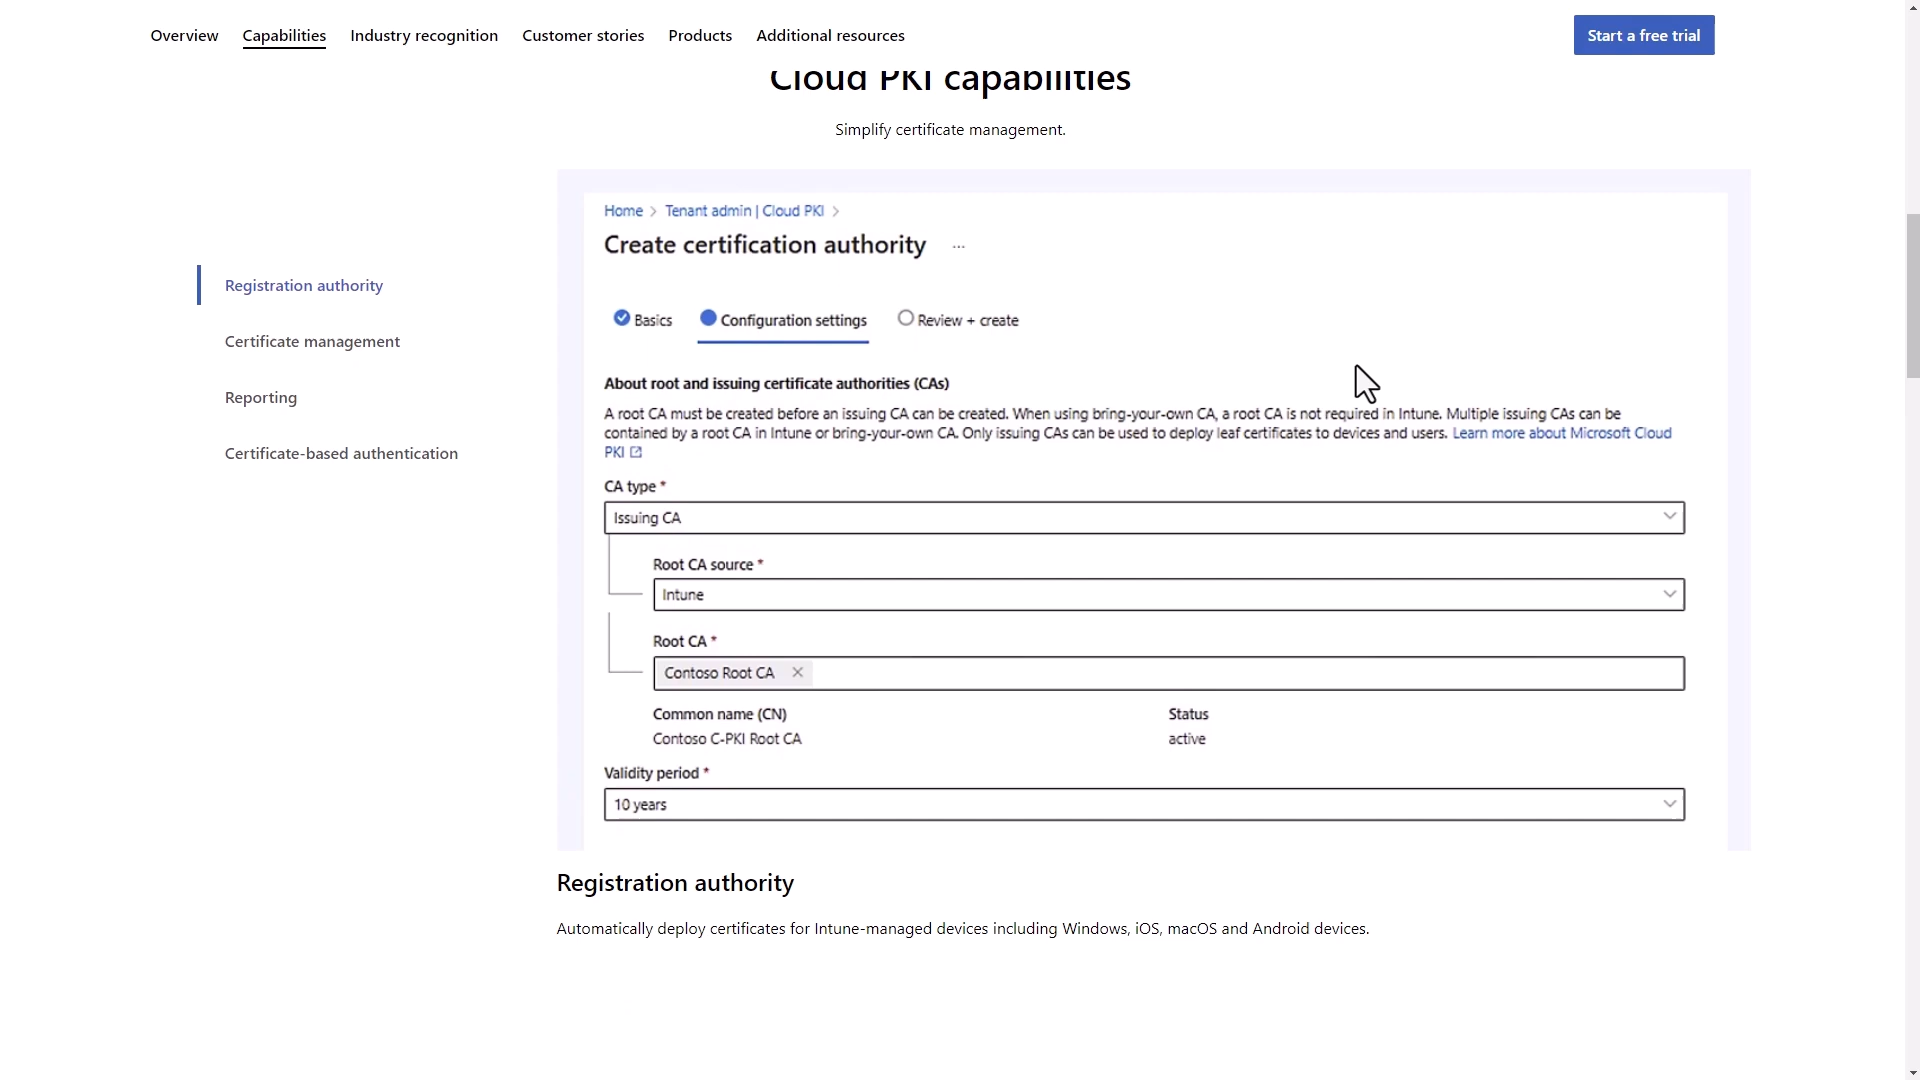 Overview Capabilities Industry recognition Customer stories Products Additional resources Start a free trial
Cloud PKI capabilities
Simplify certificate management.
Registration authority
Certificate management
Reporting
Certificate-based authentication
Home > Tenant admin | Cloud PKI >
Create certification authority ...
Basics Configuration settings Review + create
About root and issuing certificate authorities (CAs)
A root CA must be created before an issuing CA can be created. When using bring-your-own CA, a root CA is not required in Intune. Multiple issuing CAs can be
contained by a root CA in Intune or bring-your-own CA. Only issuing CAs can be used to deploy leaf certificates to devices and users. Learn more about Microsoft Cloud
PKI
CA type *
Issuing CA
Root CA source *
Intune
Root CA *
Contoso Root CA ×
Common name (CN) Status
Contoso C-PKI Root CA active
Validity period *
10 years
Registration authority
Automatically deploy certificates for Intune-managed devices including Windows, iOS, macOS and Android devices.